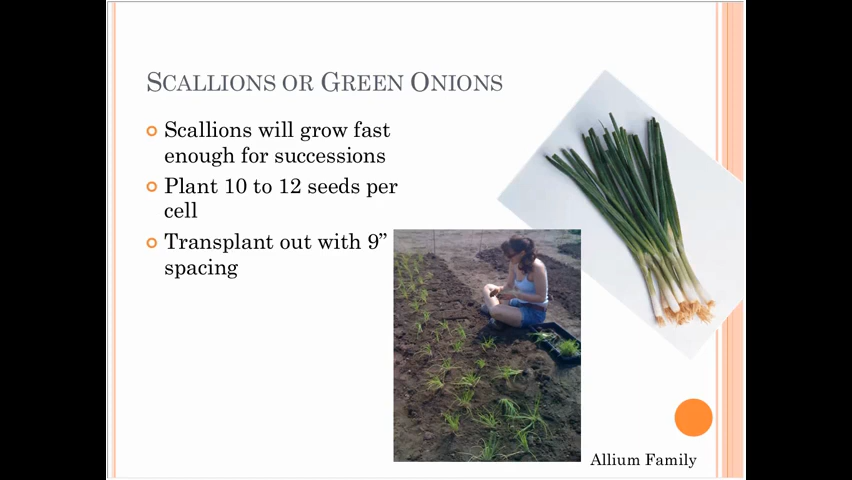 Scallions or Green Onions
Scallions will grow fast
enough for successions
Plant 10 to 12 seeds per
cell
Transplant out with 9”
spacing
Allium Family